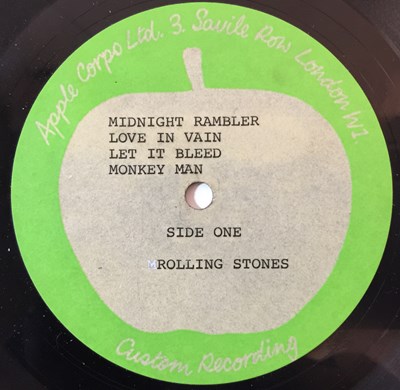 Apple Corps Ltd. 3. Savile Row London W1
MIDNIGHT RAMBLER
LOVE IN VAIN
LET IT BLEED
MONKEY MAN
SIDE ONE
ROLLING STONES
Custom Recording